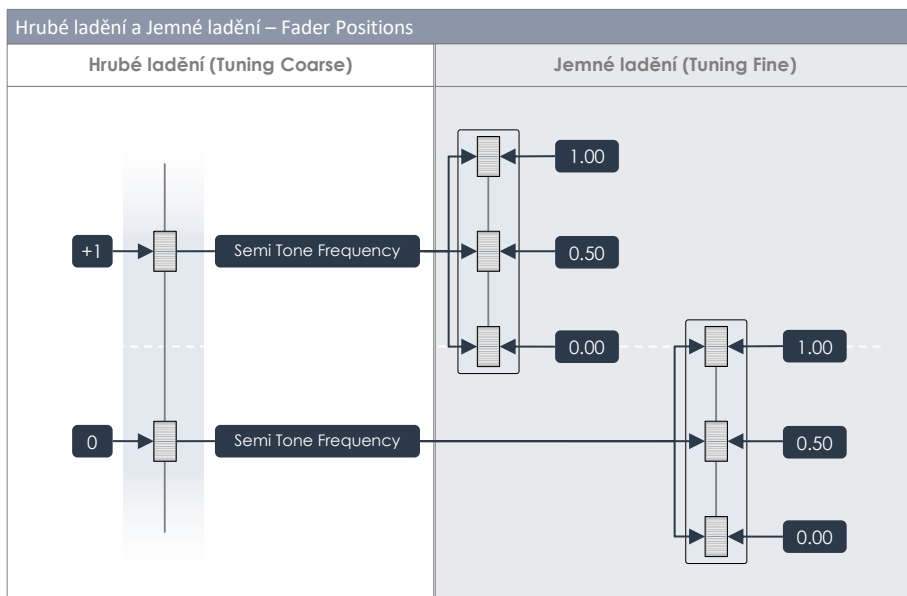 Hrubé ladění a Jemné ladění – Fader Positions
Hrubé ladění (Tuning Coarse)
Jemné ladění (Tuning Fine)
1.00
+1
Semi Tone Frequency
0.50
0.00
1.00
0
Semi Tone Frequency
0.50
0.00